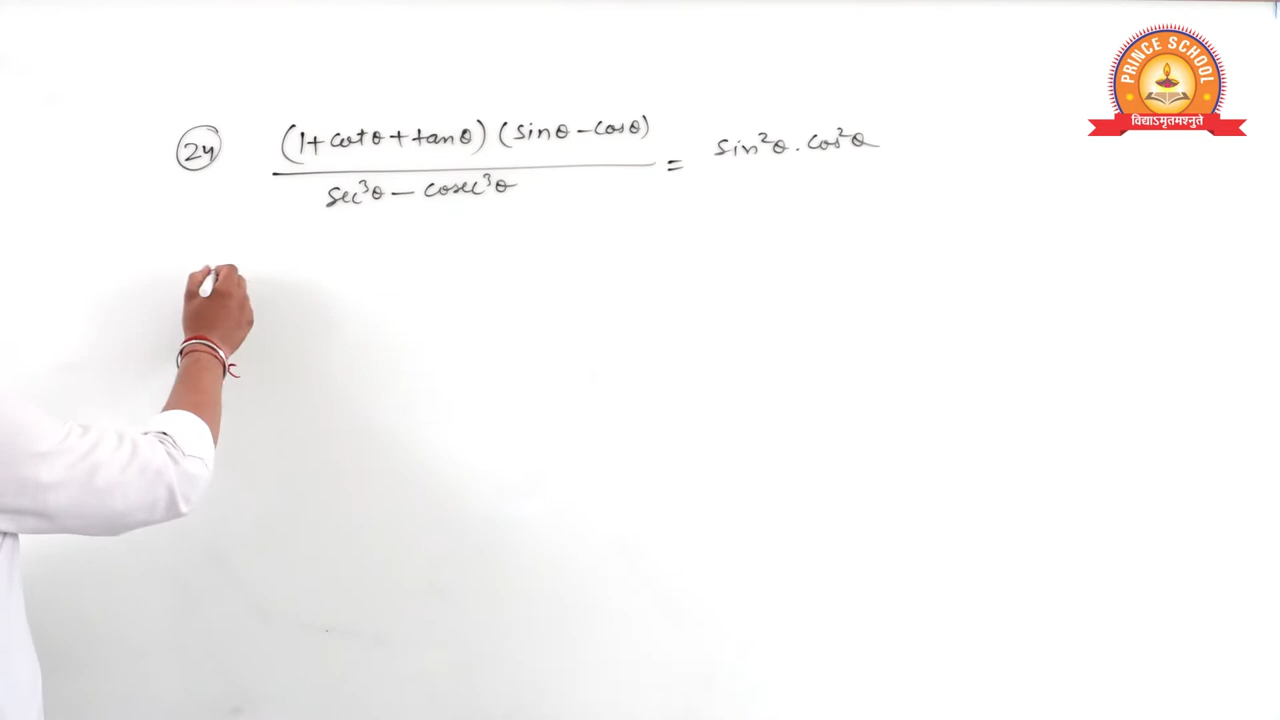 PRINCE SCHOOL
विद्याऽमृतमश्नुते
24 (1+cotθ+tanθ)(sinθ-cosθ) / sec³θ - cosec³θ = sin²θ.cos²θ